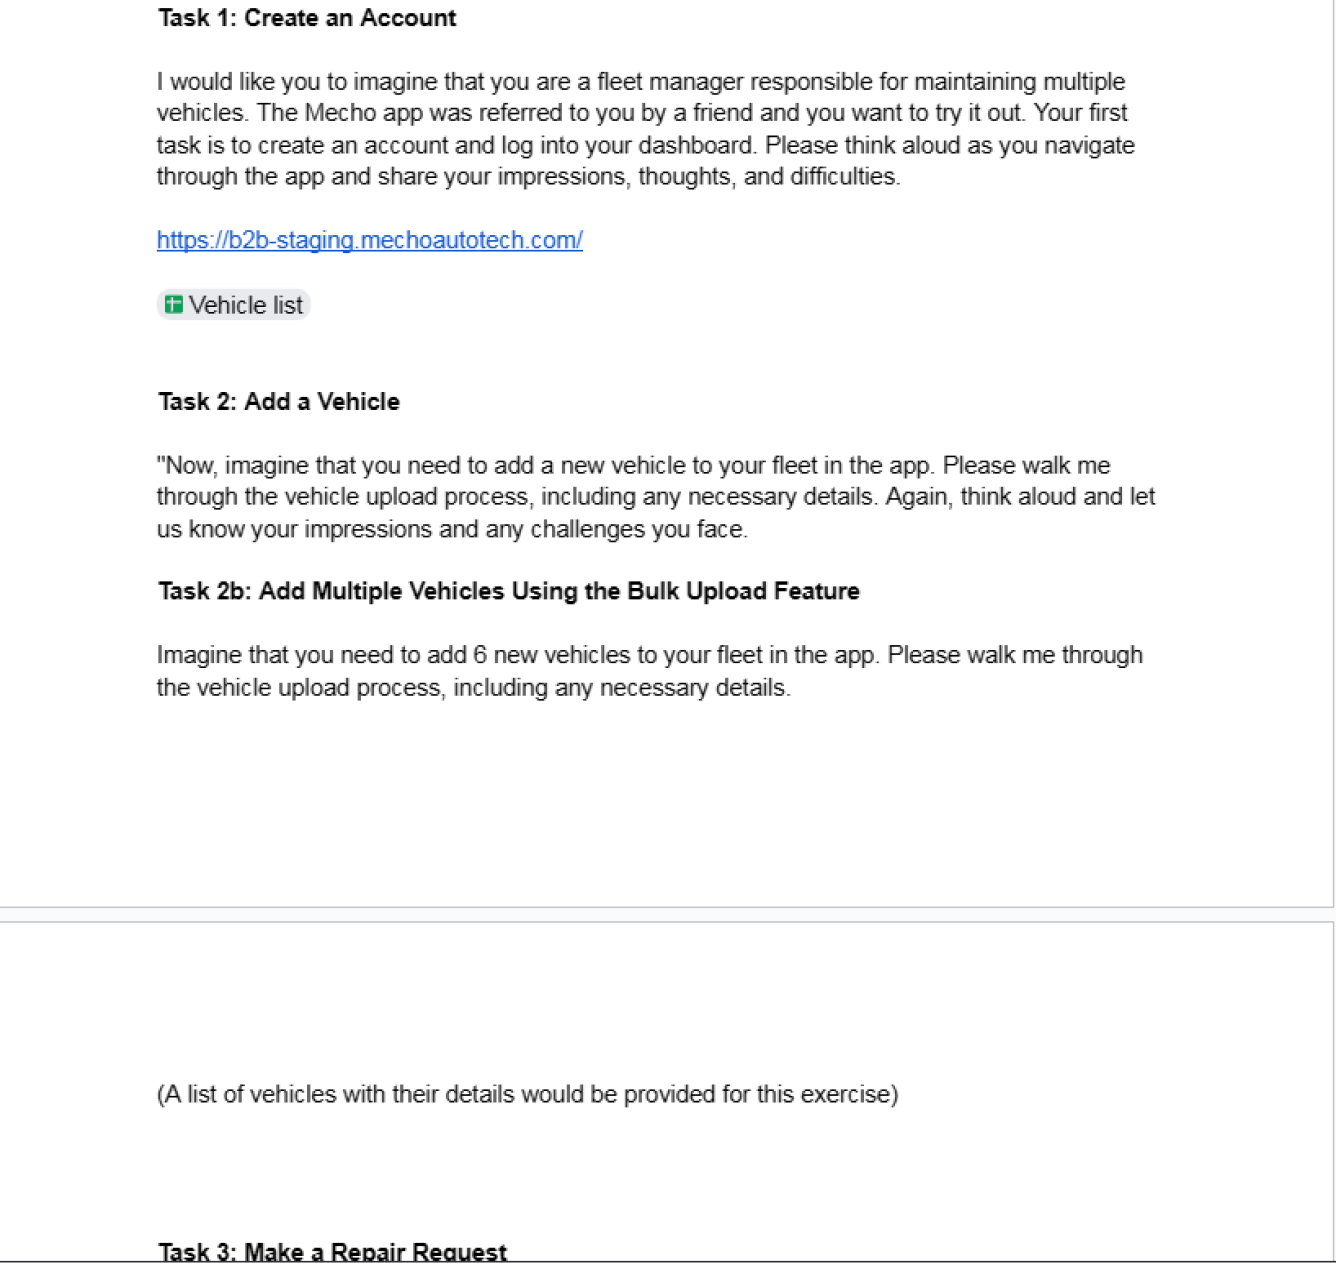 Task 1: Create an Account
I would like you to imagine that you are a fleet manager responsible for maintaining multiple
vehicles. The Mecho app was referred to you by a friend and you want to try it out. Your first
task is to create an account and log into your dashboard. Please think aloud as you navigate
through the app and share your impressions, thoughts, and difficulties.
https://b2b-staging.mechoautotech.com/
Vehicle list
Task 2: Add a Vehicle
"Now, imagine that you need to add a new vehicle to your fleet in the app. Please walk me
through the vehicle upload process, including any necessary details. Again, think aloud and let
us know your impressions and any challenges you face.
Task 2b: Add Multiple Vehicles Using the Bulk Upload Feature
Imagine that you need to add 6 new vehicles to your fleet in the app. Please walk me through
the vehicle upload process, including any necessary details.
(A list of vehicles with their details would be provided for this exercise)
Task 3: Make a Repair Request